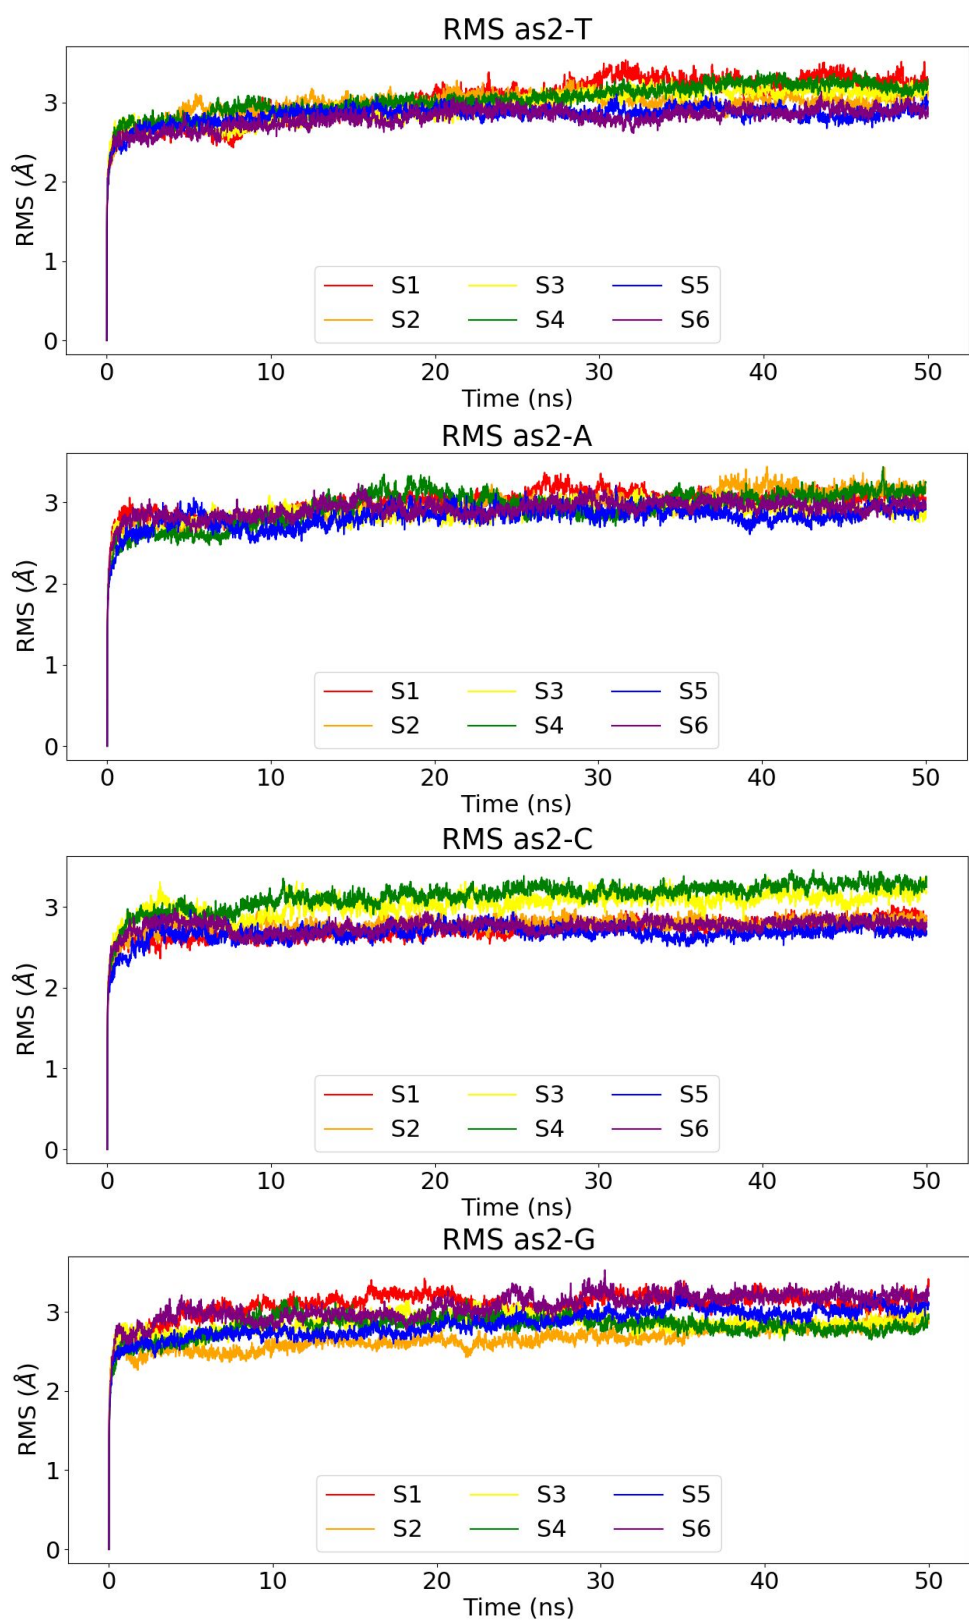 RMS as2-T
3
2
1
0
RMS (Å)
S1 S3 S5
S2 S4 S6
0 10 20 30 40 50
Time (ns)
RMS as2-A
3
2
1
0
RMS (Å)
S1 S3 S5
S2 S4 S6
0 10 20 30 40 50
Time (ns)
RMS as2-C
3
2
1
0
RMS (Å)
S1 S3 S5
S2 S4 S6
0 10 20 30 40 50
Time (ns)
RMS as2-G
3
2
1
0
RMS (Å)
S1 S3 S5
S2 S4 S6
0 10 20 30 40 50
Time (ns)